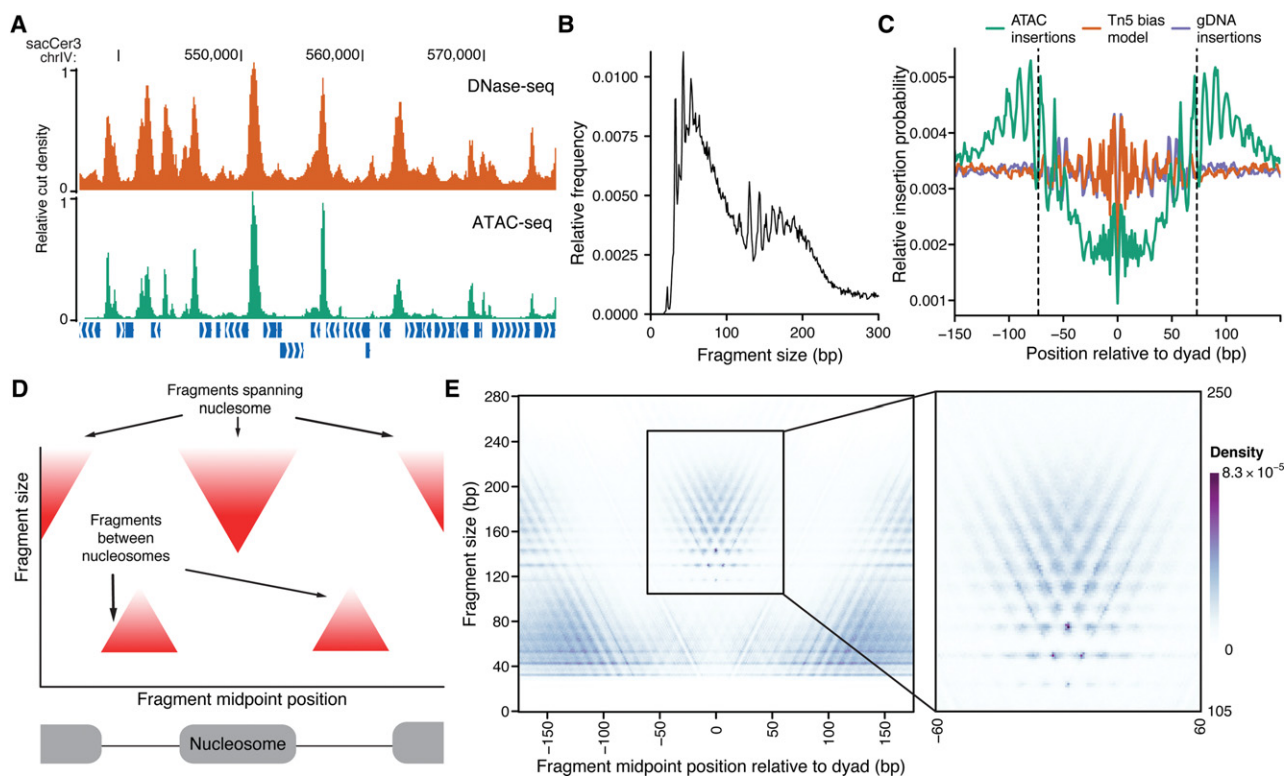 A
sacCer3
chrIV:
550,000
560,000
570,000
1
DNase-seq
0
1
ATAC-seq
0
Relative cut density
B
0.0100
0.0075
0.0050
0.0025
0.0000
0
100
200
300
Relative frequency
Fragment size (bp)
C
ATAC
insertions
Tn5 bias
model
gDNA
insertions
0.005
0.004
0.003
0.002
0.001
−150
−100
−50
0
50
100
150
Relative insertion probability
Position relative to dyad (bp)
D
Fragments spanning
nuclesome
Fragments
between
nucleosomes
Fragment size
Fragment midpoint position
Nucleosome
E
280
240
200
160
120
80
40
0
Fragment size (bp)
−150
−100
−50
0
50
100
150
Fragment midpoint position relative to dyad (bp)
250
105
−60
60
Density
8.3 × 10⁻⁵
0